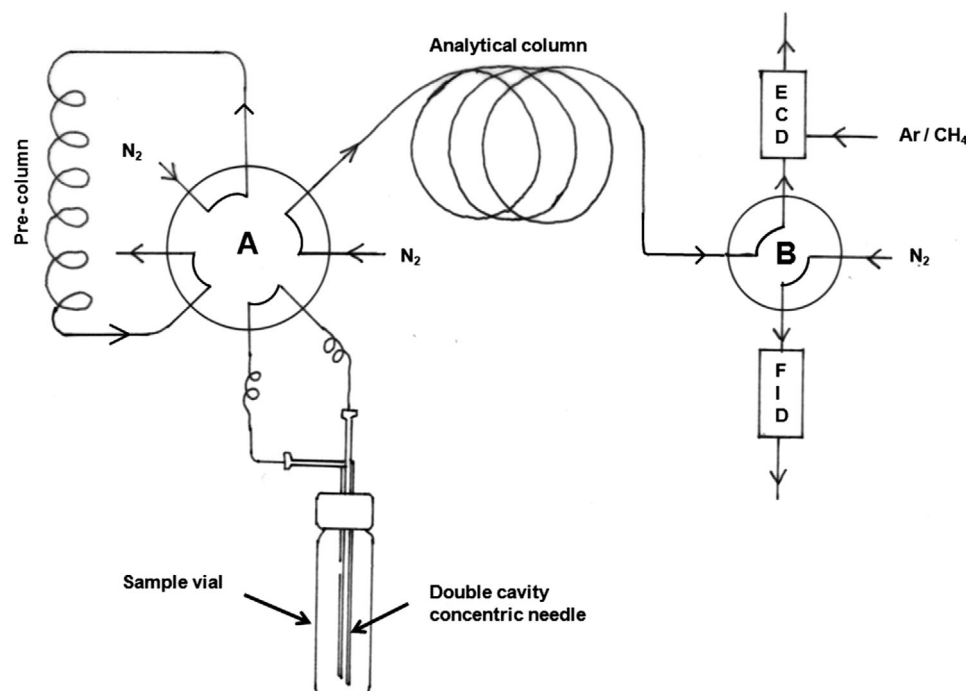 Analytical column
E
C
D
Ar / CH₄
N₂
Pre- column
A
N₂
B
N₂
F
I
D
Sample vial
Double cavity
concentric needle